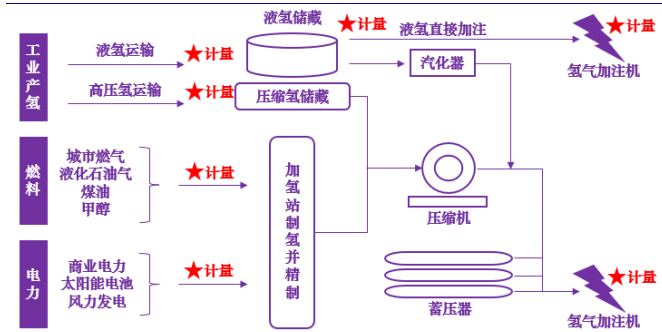 工业产氢
液氢运输
★计量
高压氢运输
★计量
液氢储藏
★计量
液氢直接加注
★计量
氢气加注机
汽化器
压缩氢储藏
燃料
城市燃气
液化石油气
煤油
甲醇
★计量
加氢站制氢并精制
压缩机
电力
商业电力
太阳能电池
风力发电
★计量
蓄压器
★计量
氢气加注机